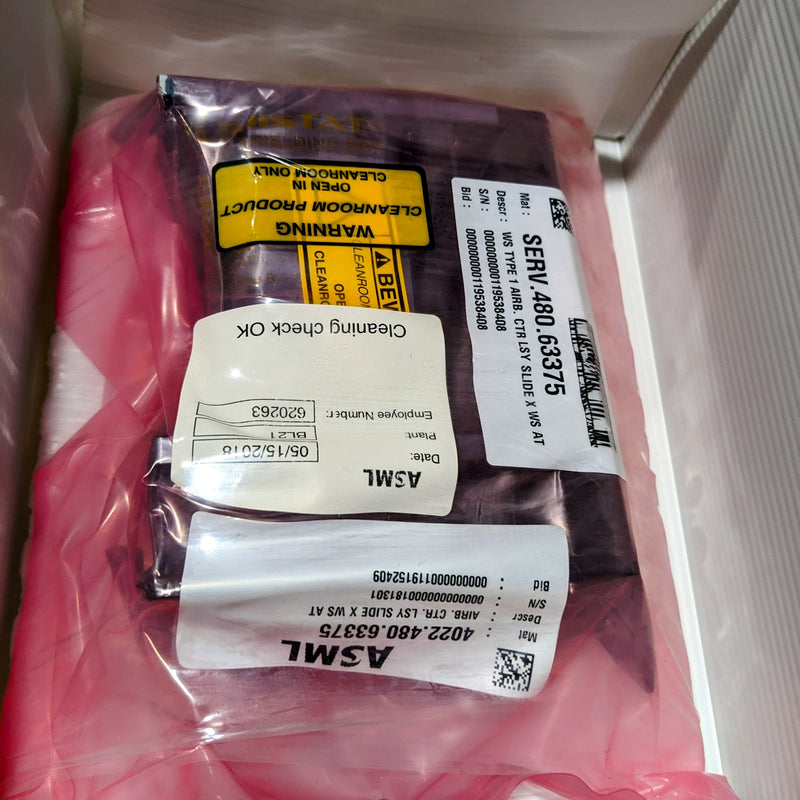 WARNING
CLEANROOM PRODUCT
OPEN IN
CLEANROOM ONLY
Mat : SERV.480.63375
Descr : WS TYPE 1 AIRB. CTR LSY SLIDE X WS AT
S/N : 000000000119538408
Bid : 000000000119538408
ASML
Date: 05/15/2018
Plant: BL21
Employee Number: 620263
Cleaning check OK
ASML
Mat : 4022.480.63375
Descr : AIRB. CTR. LSY SLIDE X WS AT
S/N : 000000000000181301
Bid : 000000000119152409